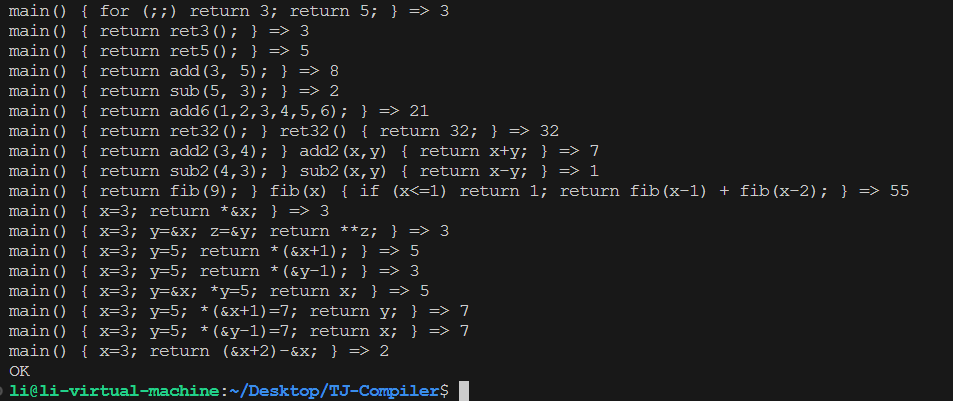 main() { for (;;) return 3; return 5; } => 3
main() { return ret3(); } => 3
main() { return ret5(); } => 5
main() { return add(3, 5); } => 8
main() { return sub(5, 3); } => 2
main() { return add6(1,2,3,4,5,6); } => 21
main() { return ret32(); } ret32() { return 32; } => 32
main() { return add2(3,4); } add2(x,y) { return x+y; } => 7
main() { return sub2(4,3); } sub2(x,y) { return x-y; } => 1
main() { return fib(9); } fib(x) { if (x<=1) return 1; return fib(x-1) + fib(x-2); } => 55
main() { x=3; return *&x; } => 3
main() { x=3; y=&x; z=&y; return **z; } => 3
main() { x=3; y=5; return *(&x+1); } => 5
main() { x=3; y=5; return *(&y-1); } => 3
main() { x=3; y=&x; *y=5; return x; } => 5
main() { x=3; y=5; *(&x+1)=7; return y; } => 7
main() { x=3; y=5; *(&y-1)=7; return x; } => 7
main() { x=3; return (&x+2)-&x; } => 2
OK
li@li-virtual-machine:~/Desktop/TJ-Compiler$